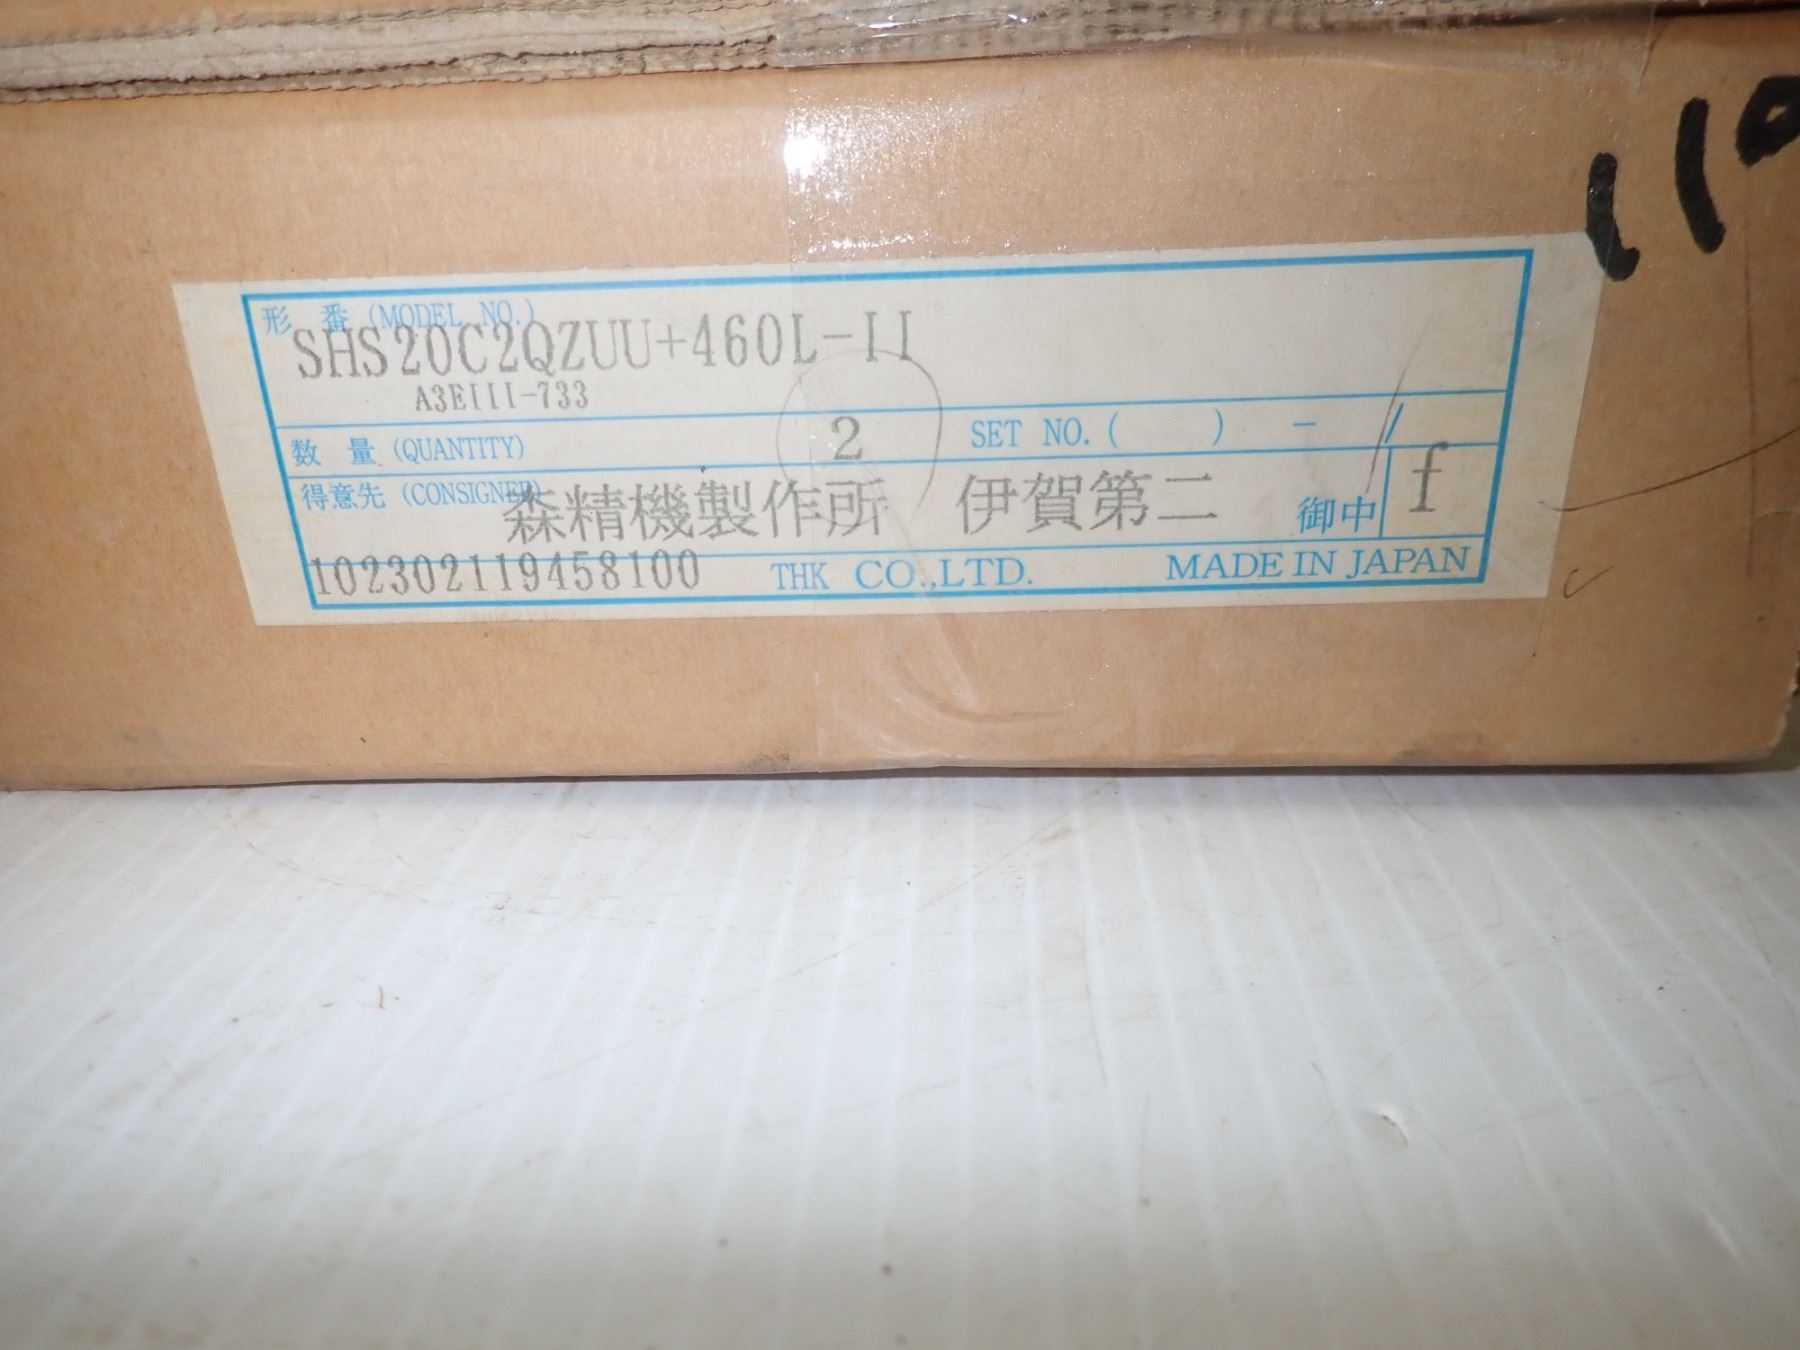 形 番 (MODEL NO.)
SHS20C2QZUU+460L-II
A3EIII-733
数 量 (QUANTITY) 2 SET NO. ( ) - /
得意先 (CONSIGNER) 森精機製作所 伊賀第二 御中 f
102302119458100 THK CO.,LTD. MADE IN JAPAN